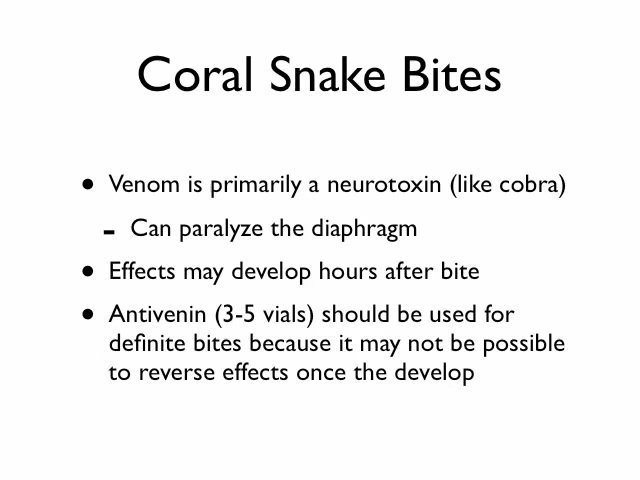 Coral Snake Bites
• Venom is primarily a neurotoxin (like cobra)
- Can paralyze the diaphragm
• Effects may develop hours after bite
• Antivenin (3-5 vials) should be used for
definite bites because it may not be possible
to reverse effects once the develop